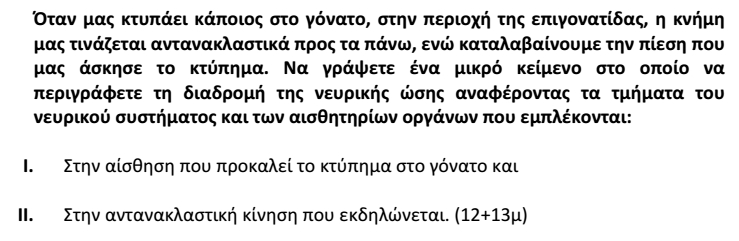 Όταν μας κτυπάει κάποιος στο γόνατο, στην περιοχή της επιγονατίδας, η κνήμη
μας τινάζεται αντανακλαστικά προς τα πάνω, ενώ καταλαβαίνουμε την πίεση που
μας άσκησε το κτύπημα. Να γράψετε ένα μικρό κείμενο στο οποίο να
περιγράφετε τη διαδρομή της νευρικής ώσης αναφέροντας τα τμήματα του
νευρικού συστήματος και των αισθητηρίων οργάνων που εμπλέκονται:
I. Στην αίσθηση που προκαλεί το κτύπημα στο γόνατο και
II. Στην αντανακλαστική κίνηση που εκδηλώνεται. (12+13μ)